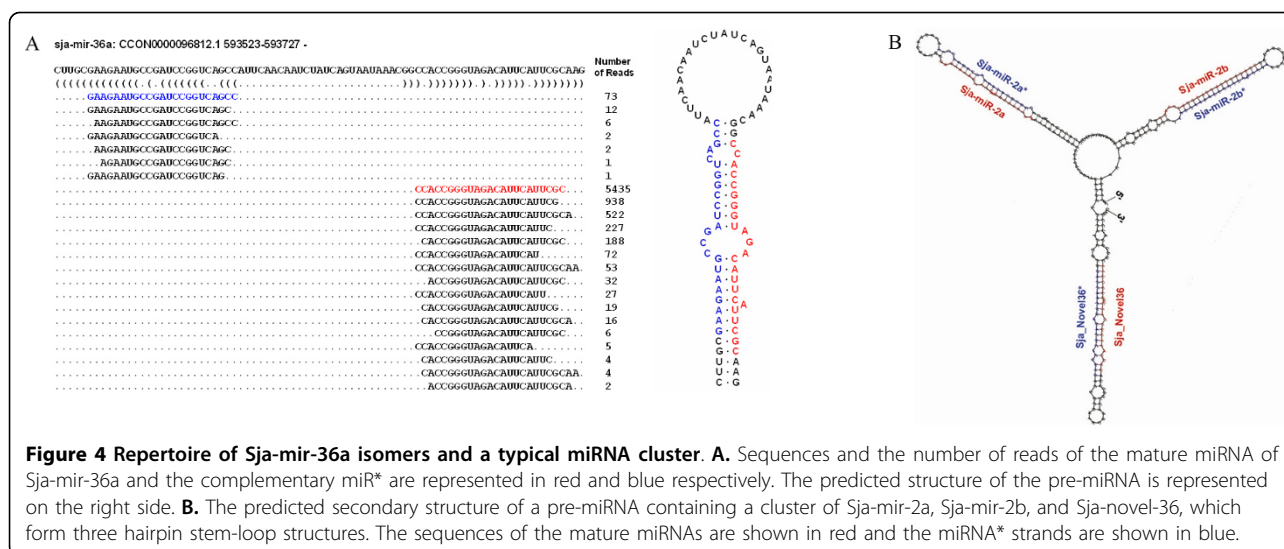 A
sja-mir-36a: CCON0000096812.1 593523-593727 -
Number
of Reads
CUUGCGAAGAAUGCCGAUCCGGUCAGCCAUUCAACAAUCUAUCAGUAAUAAACGGCCACCGGGUAGACAUUCAUUCGCAAG
GAAGAAUGCCGAUCCGGUCAGCC 73
GAAGAAUGCCGAUCCGGUCAGC 12
AAGAAUGCCGAUCCGGUCAGCC 6
GAAGAAUGCCGAUCCGGUCA 2
AAGAAUGCCGAUCCGGUCAGC 2
AGAAUGCCGAUCCGGUCAGC 1
GAAGAAUGCCGAUCCGGUCAG 1
CCACCGGGUAGACAUUCAUUCGC 5435
CCACCGGGUAGACAUUCAUUCG 938
CCACCGGGUAGACAUUCAUUCGCA 522
CCACCGGGUAGACAUUCAUUC 227
CACCGGGUAGACAUUCAUUCGC 188
CCACCGGGUAGACAUUCAU 72
CCACCGGGUAGACAUUCAUUCGCAA 53
ACCGGGUAGACAUUCAUUCGC 32
CCACCGGGUAGACAUUCAUU 27
CACCGGGUAGACAUUCAUUCG 19
CACCGGGUAGACAUUCAUUCGCA 16
CCGGGUAGACAUUCAUUCGC 6
CCACCGGGUAGACAUUCA 5
CACCGGGUAGACAUUCAUUC 4
CACCGGGUAGACAUUCAUUCGCAA 4
ACCGGGUAGACAUUCAUUCGCA 2
B
Sja-miR-2a*
Sja-miR-2a
Sja-miR-2b
Sja-miR-2b*
5'
3'
Sja_Novel36*
Sja_Novel36
Figure 4 Repertoire of Sja-mir-36a isomers and a typical miRNA cluster. A. Sequences and the number of reads of the mature miRNA of
Sja-mir-36a and the complementary miR* are represented in red and blue respectively. The predicted structure of the pre-miRNA is represented
on the right side. B. The predicted secondary structure of a pre-miRNA containing a cluster of Sja-mir-2a, Sja-mir-2b, and Sja-novel-36, which
form three hairpin stem-loop structures. The sequences of the mature miRNAs are shown in red and the miRNA* strands are shown in blue.